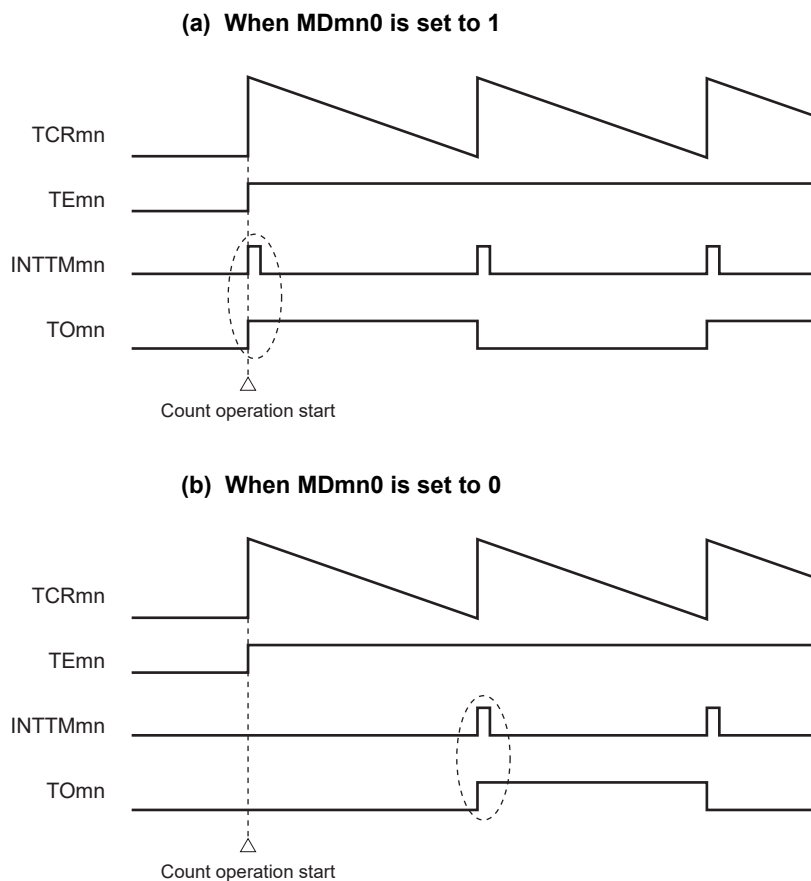 (a) When MDmn0 is set to 1
TCRmn
TEmn
INTTMmn
TOmn
Count operation start
(b) When MDmn0 is set to 0
TCRmn
TEmn
INTTMmn
TOmn
Count operation start